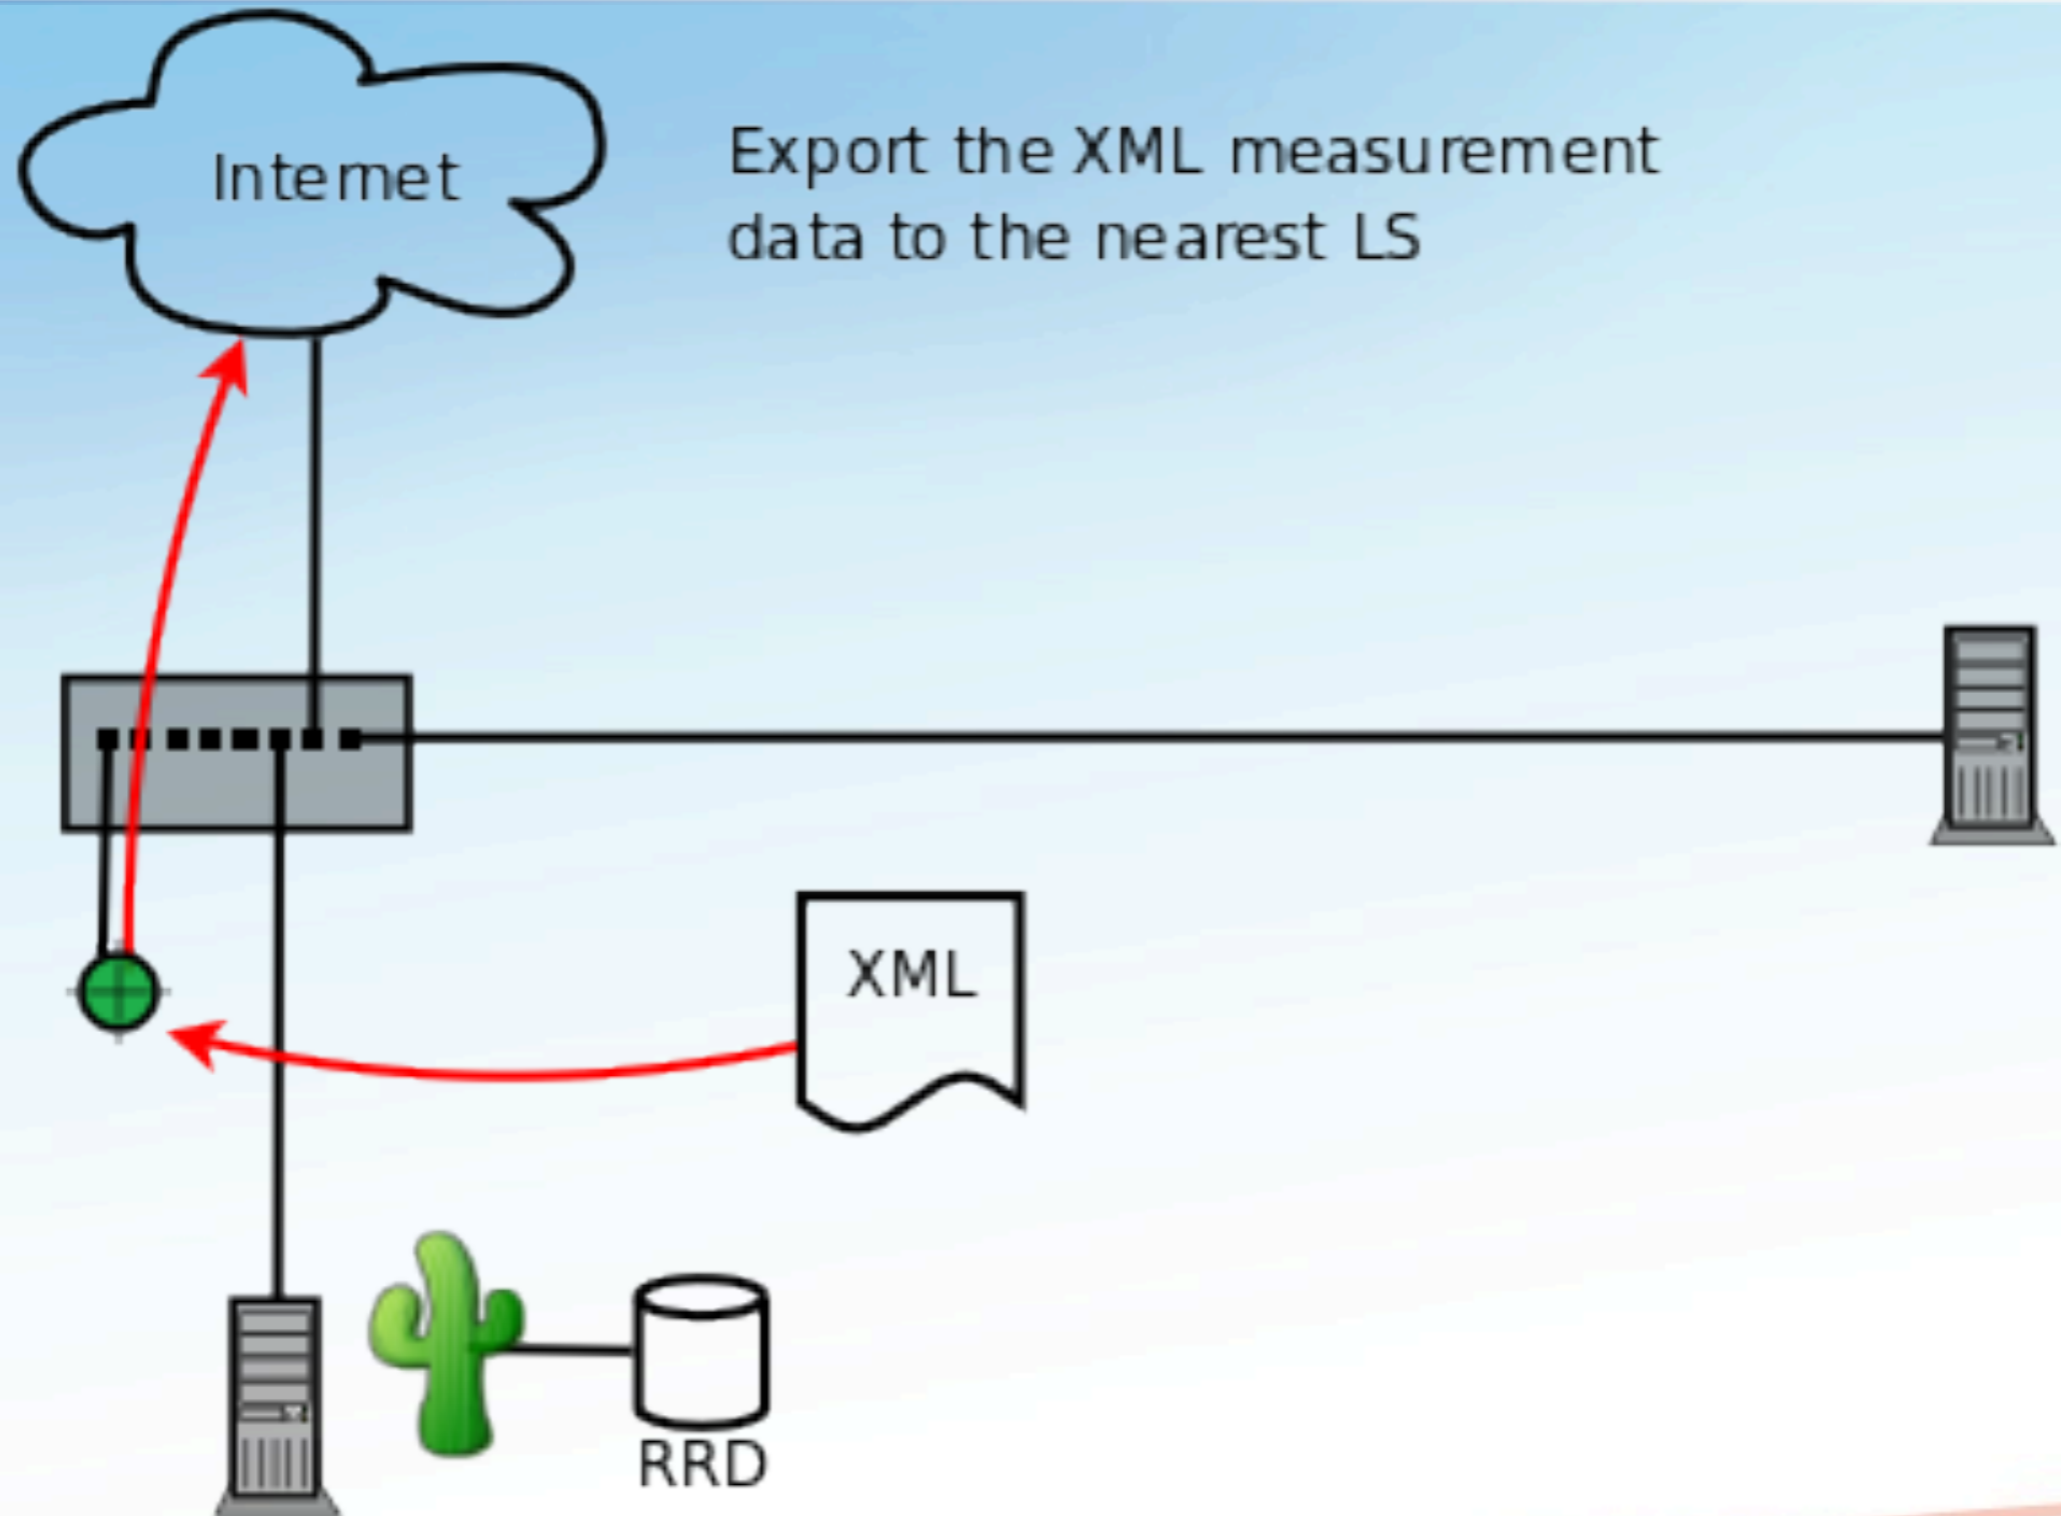 Internet
Export the XML measurement
data to the nearest LS
XML
RRD